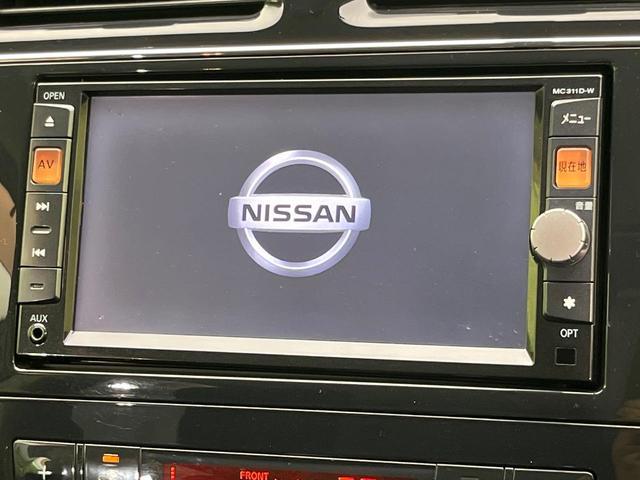 OPEN
MC311D-W
メニュー
AV
現在地
音量
NISSAN
AUX
OPT
FRONT